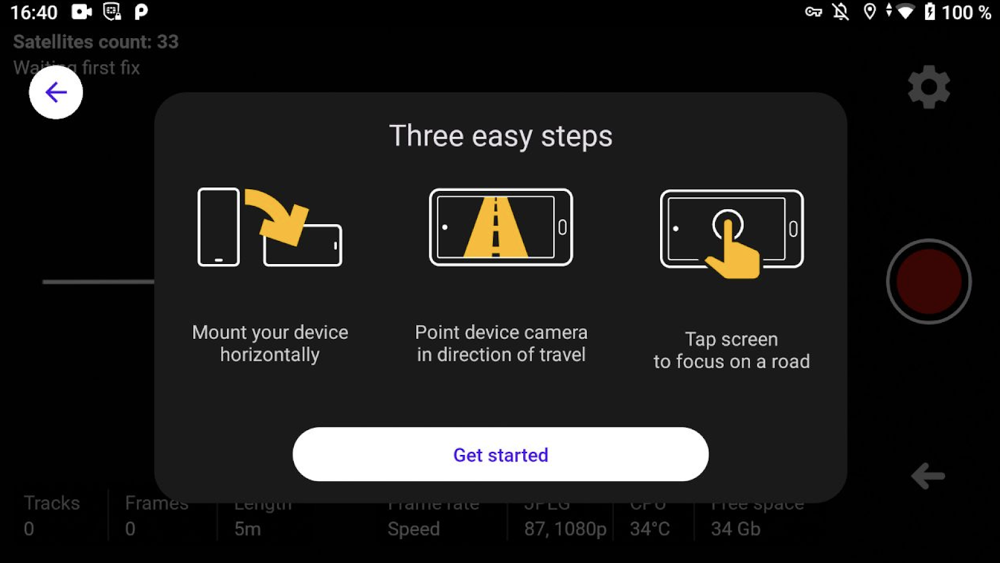 16:40
100 %
Satellites count: 33
Waiting first fix
Three easy steps
Mount your device
horizontally
Point device camera
in direction of travel
Tap screen
to focus on a road
Get started
Tracks
0
Frames
0
Length
5m
Frame rate
Speed
JPEG
87, 1080p
CPU
34°C
Free space
34 Gb